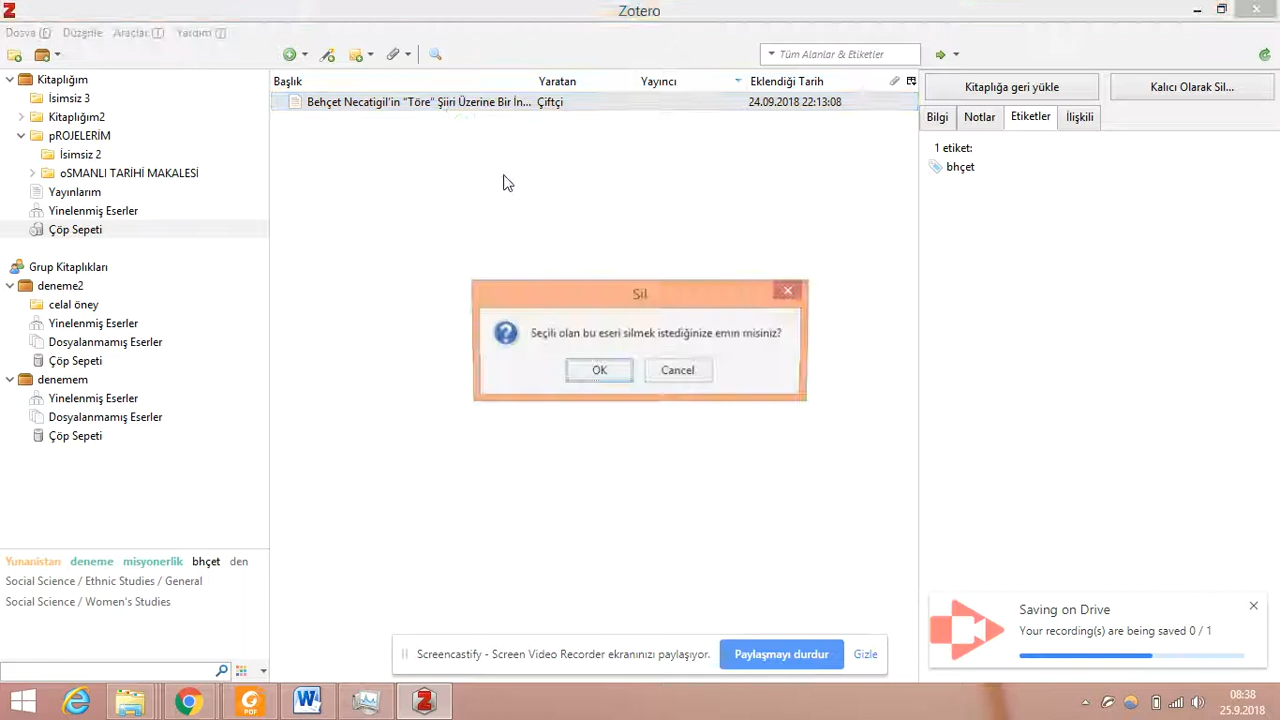 Zotero
Dosya (F) Düzenle Araçlar (T) Yardım (Y)
Tüm Alanlar & Etiketler
Kitaplığım
İsimsiz 3
Kitaplığım2
pROJELERİM
İsimsiz 2
oSMANLI TARİHİ MAKALESİ
Yayınlarım
Yinelenmiş Eserler
Çöp Sepeti
Grup Kitaplıkları
deneme2
celal öney
Yinelenmiş Eserler
Dosyalanmamış Eserler
Çöp Sepeti
denemem
Yinelenmiş Eserler
Dosyalanmamış Eserler
Çöp Sepeti
Yunanistan deneme misyonerlik bhçet den
Social Science / Ethnic Studies / General
Social Science / Women's Studies
Başlık Yaratan Yayıncı Eklendiği Tarih
Behçet Necatigil'in "Töre" Şiiri Üzerine Bir İn... Çiftçi 24.09.2018 22:13:08
Sil
Seçili olan bu eseri silmek istediğinize emin misiniz?
OK Cancel
Kitaplığa geri yükle Kalıcı Olarak Sil...
Bilgi Notlar Etiketler İlişkili
1 etiket:
bhçet
Saving on Drive
Your recording(s) are being saved 0 / 1
Screencastify - Screen Video Recorder ekranınızı paylaşıyor. Paylaşmayı durdur Gizle
PDF
08:38
25.9.2018